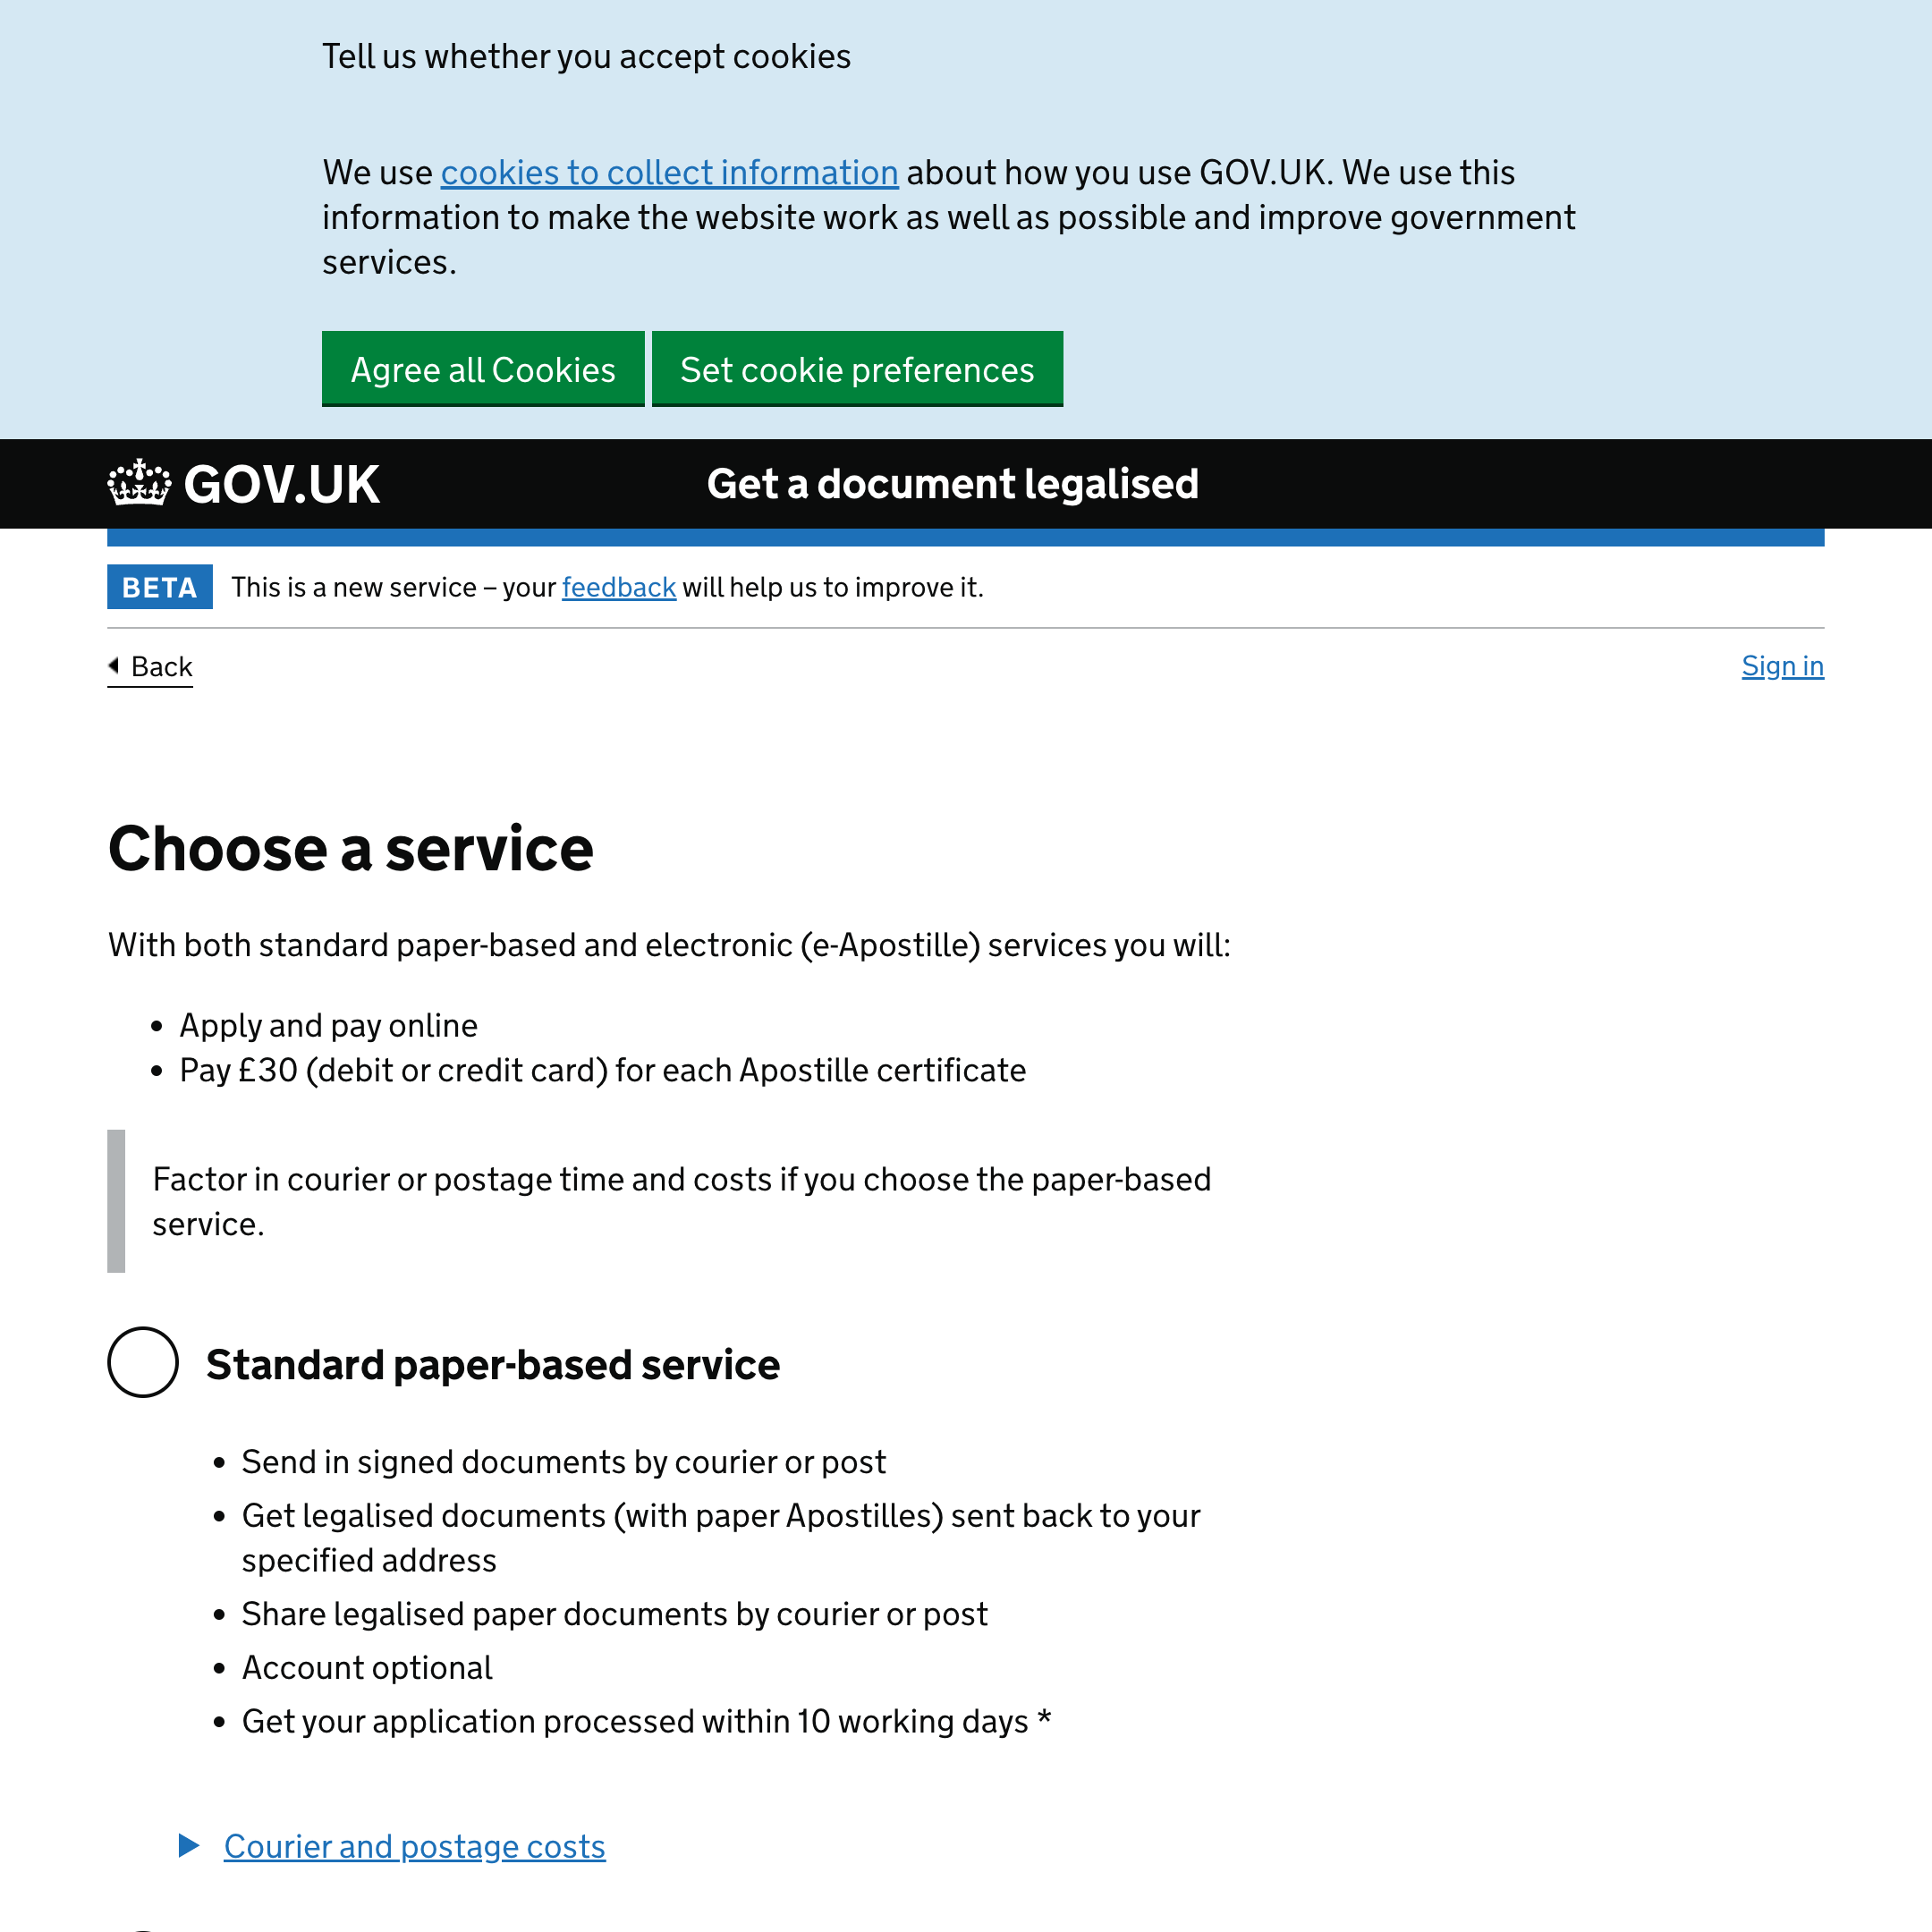 Tell us whether you accept cookies
We use cookies to collect information about how you use GOV.UK. We use this
information to make the website work as well as possible and improve government
services.
Agree all Cookies
Set cookie preferences
GOV.UK
Get a document legalised
BETA
This is a new service – your feedback will help us to improve it.
Back
Sign in
Choose a service
With both standard paper-based and electronic (e-Apostille) services you will:
Apply and pay online
Pay £30 (debit or credit card) for each Apostille certificate
Factor in courier or postage time and costs if you choose the paper-based
service.
Standard paper-based service
Send in signed documents by courier or post
Get legalised documents (with paper Apostilles) sent back to your
specified address
Share legalised paper documents by courier or post
Account optional
Get your application processed within 10 working days *
Courier and postage costs